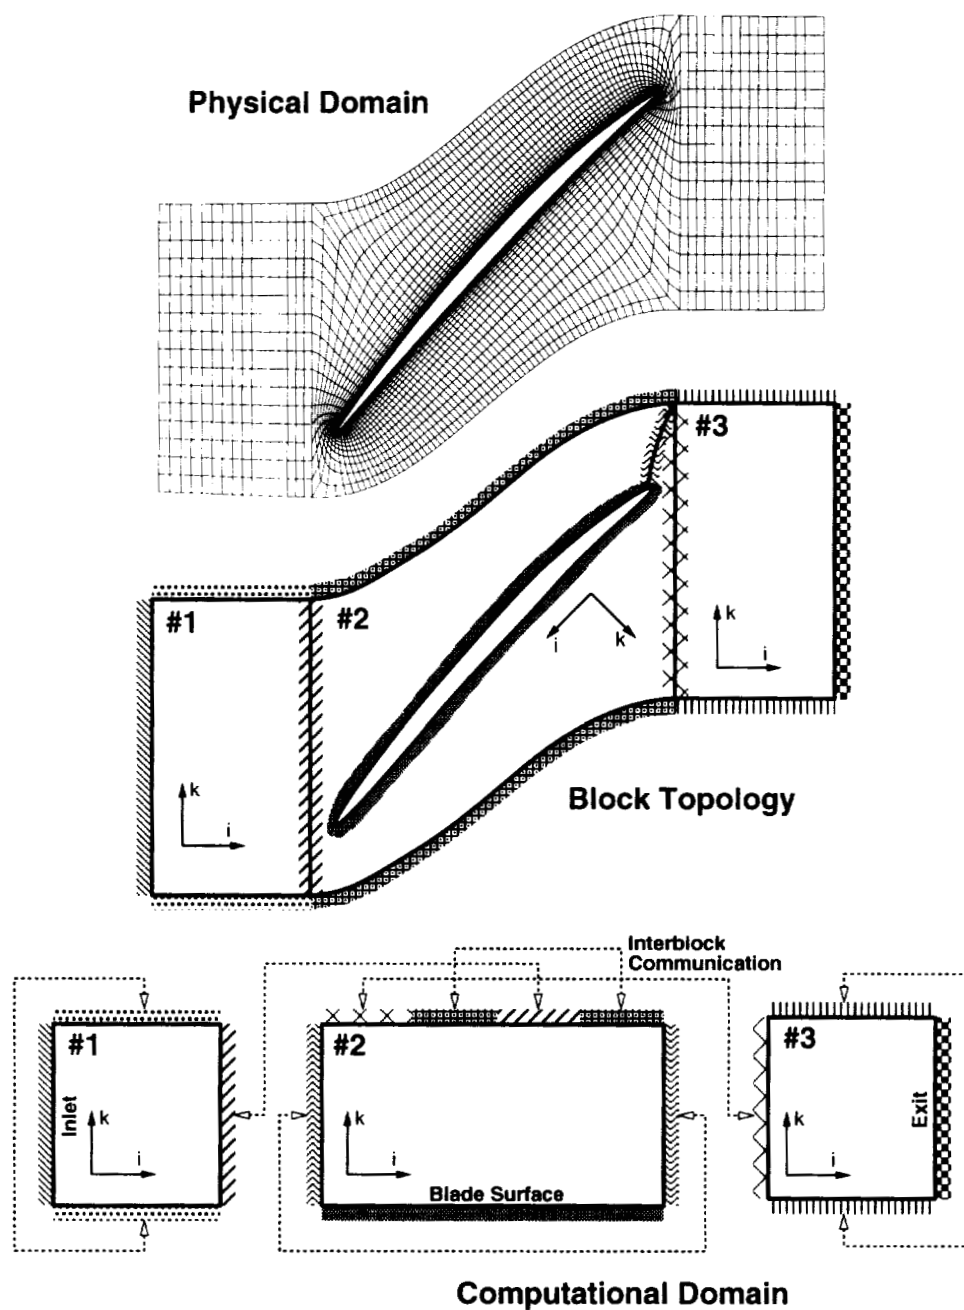 Physical Domain
#3
#1
#2
k
i
i
k
k
i
Block Topology
Interblock
Communication
#1
#2
#3
Inlet
k
i
k
i
k
i
Exit
Blade Surface
Computational Domain